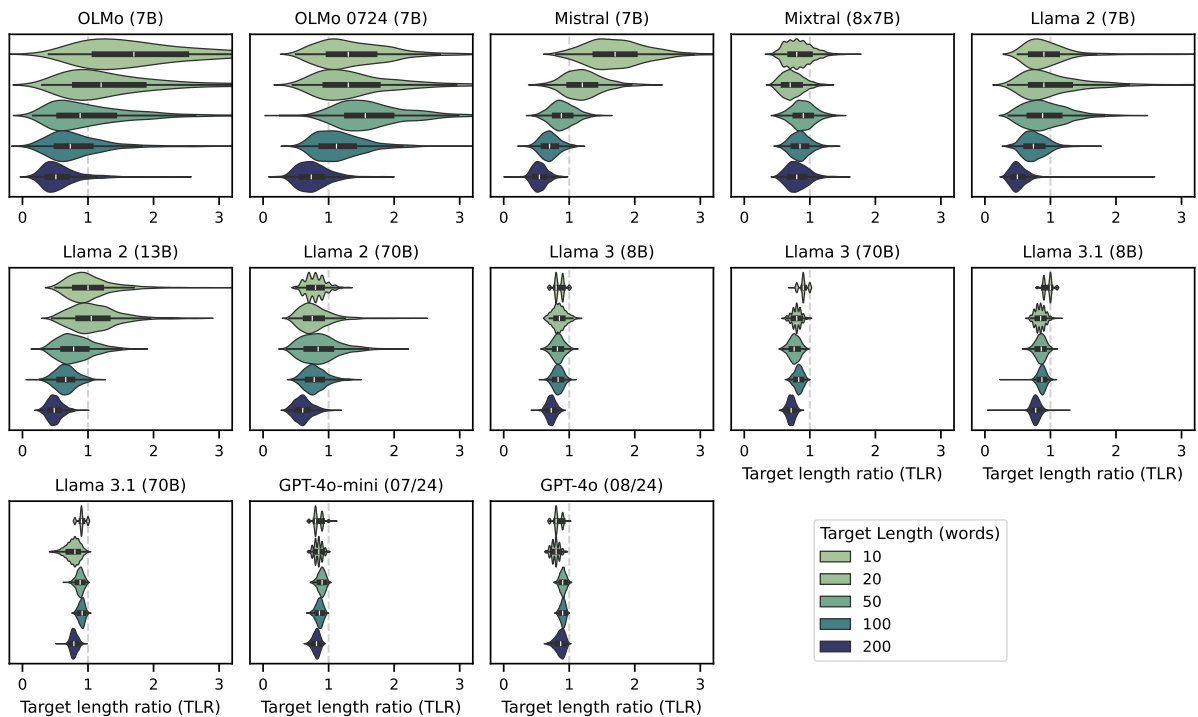 OLMo (7B) OLMo 0724 (7B) Mistral (7B) Mixtral (8x7B) Llama 2 (7B)
0 1 2 3 0 1 2 3 0 1 2 3 0 1 2 3 0 1 2 3
Llama 2 (13B) Llama 2 (70B) Llama 3 (8B) Llama 3 (70B) Llama 3.1 (8B)
0 1 2 3 0 1 2 3 0 1 2 3 0 1 2 3 0 1 2 3
Target length ratio (TLR) Target length ratio (TLR)
Llama 3.1 (70B) GPT-4o-mini (07/24) GPT-4o (08/24)
0 1 2 3 0 1 2 3 0 1 2 3
Target length ratio (TLR) Target length ratio (TLR) Target length ratio (TLR)
Target Length (words)
10
20
50
100
200